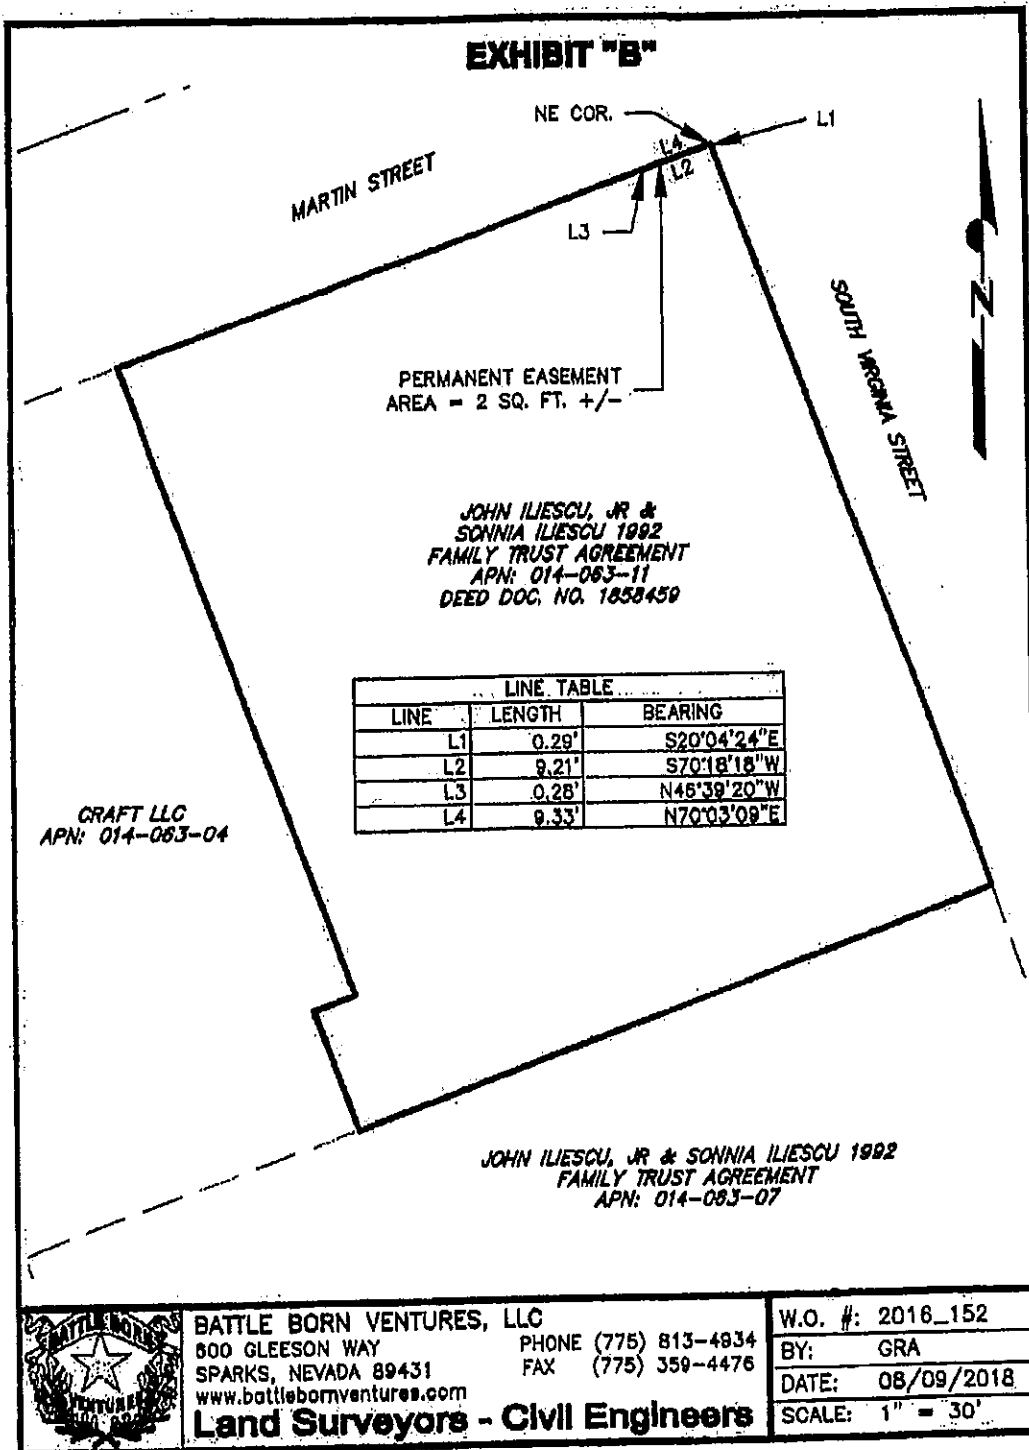 EXHIBIT "B"
NE COR.
L1
L4
L2
MARTIN STREET
L3
SOUTH VIRGINIA STREET
N
PERMANENT EASEMENT
AREA = 2 SQ. FT. +/-
JOHN ILIESCU, JR &
SONNIA ILIESCU 1992
FAMILY TRUST AGREEMENT
APN: 014-063-11
DEED DOC. NO. 1858459
LINE TABLE
LINE LENGTH BEARING
L1 0.29' S20°04'24"E
L2 9.21' S70°18'18"W
L3 0.28' N46°39'20"W
L4 9.33' N70°03'09"E
CRAFT LLC
APN: 014-063-04
JOHN ILIESCU, JR & SONNIA ILIESCU 1992
FAMILY TRUST AGREEMENT
APN: 014-063-07
BATTLE BORN
VENTURES
BATTLE BORN VENTURES, LLC
600 GLEESON WAY PHONE (775) 813-4934
SPARKS, NEVADA 89431 FAX (775) 359-4476
www.battlebornventures.com
Land Surveyors - Civil Engineers
W.O. #: 2016_152
BY: GRA
DATE: 08/09/2018
SCALE: 1" = 30'